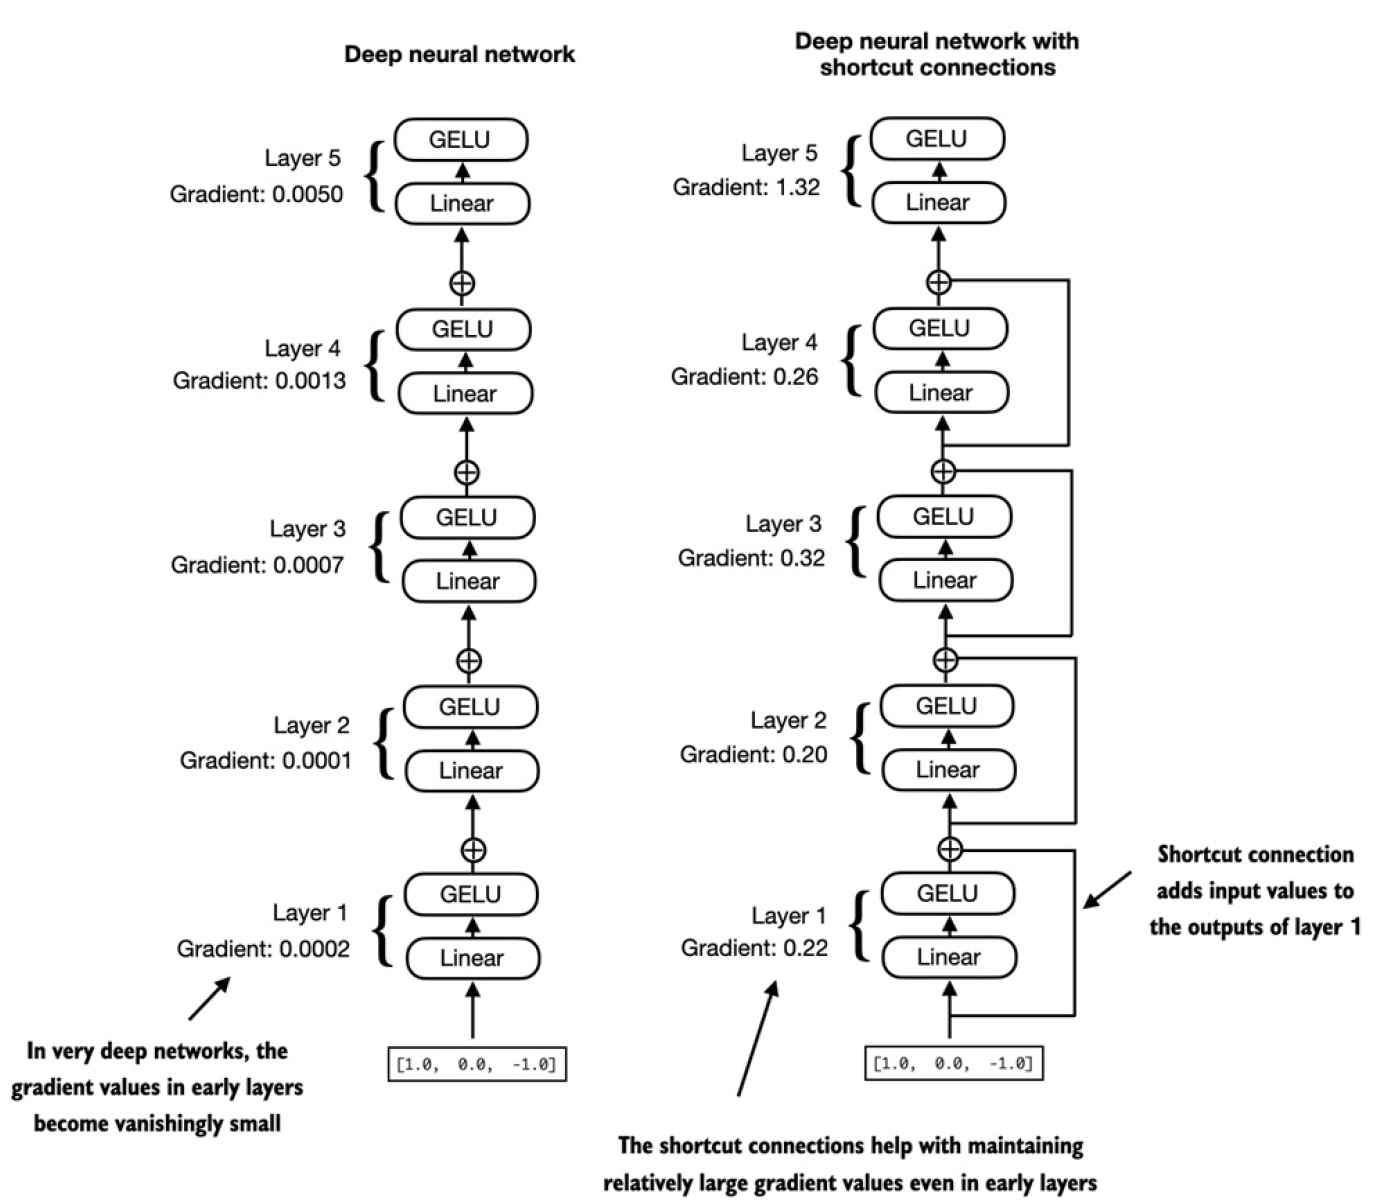 Deep neural network
GELU
Layer 5
Gradient: 0.0050
Linear
GELU
Layer 4
Gradient: 0.0013
Linear
GELU
Layer 3
Gradient: 0.0007
Linear
GELU
Layer 2
Gradient: 0.0001
Linear
GELU
Layer 1
Gradient: 0.0002
Linear
[1.0, 0.0, -1.0]
In very deep networks, the
gradient values in early layers
become vanishingly small
Deep neural network with
shortcut connections
GELU
Layer 5
Gradient: 1.32
Linear
GELU
Layer 4
Gradient: 0.26
Linear
GELU
Layer 3
Gradient: 0.32
Linear
GELU
Layer 2
Gradient: 0.20
Linear
GELU
Layer 1
Gradient: 0.22
Linear
[1.0, 0.0, -1.0]
Shortcut connection
adds input values to
the outputs of layer 1
The shortcut connections help with maintaining
relatively large gradient values even in early layers